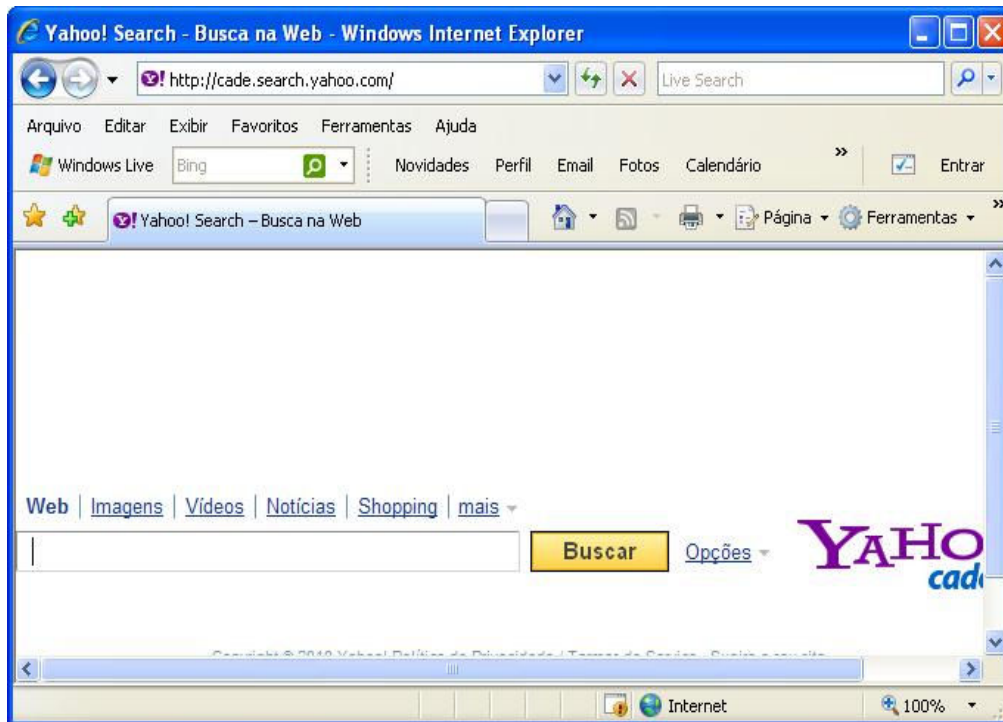 Yahoo! Search - Busca na Web - Windows Internet Explorer
http://cade.search.yahoo.com/ Live Search
Arquivo Editar Exibir Favoritos Ferramentas Ajuda
Windows Live Bing Novidades Perfil Email Fotos Calendário » Entrar
Yahoo! Search – Busca na Web Página Ferramentas »
Web | Imagens | Vídeos | Notícias | Shopping | mais
Buscar Opções YAHO
cad
Internet 100%